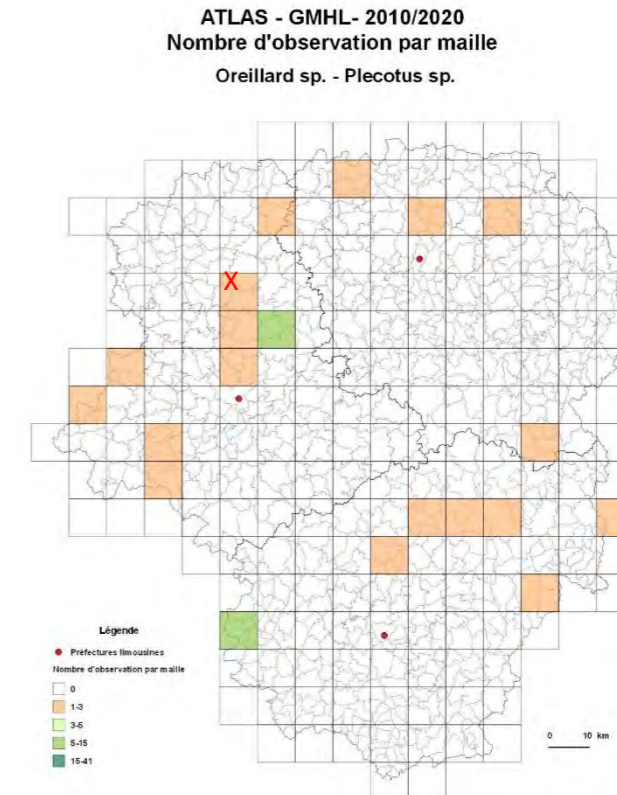 ATLAS - GMHL- 2010/2020
Nombre d'observation par maille
Oreillard sp. - Plecotus sp.
X
Légende
Préfectures limousines
Nombre d'observation par maille
0
1-3
3-5
5-15
15-41
0 10 km